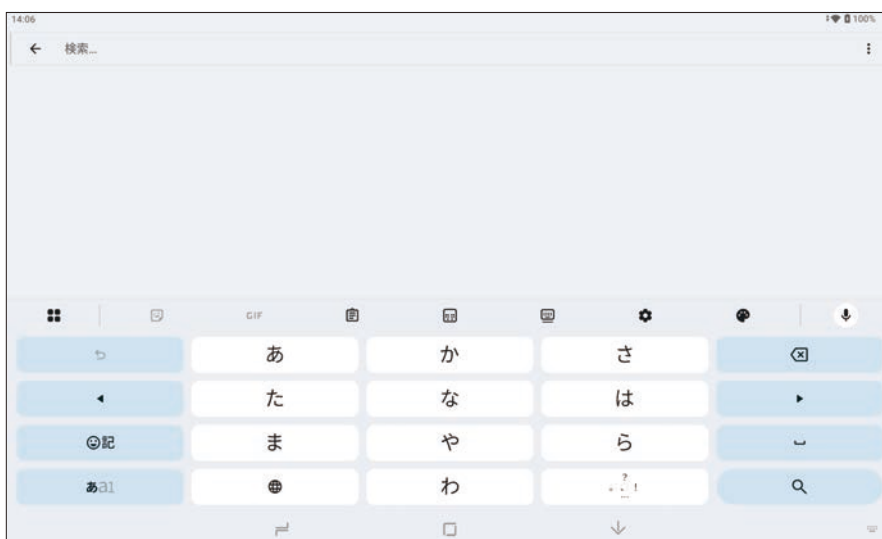 14:06 100%
検索...
GIF
あ か さ
た な は
記 ま や ら
あa1 わ 。、?!…